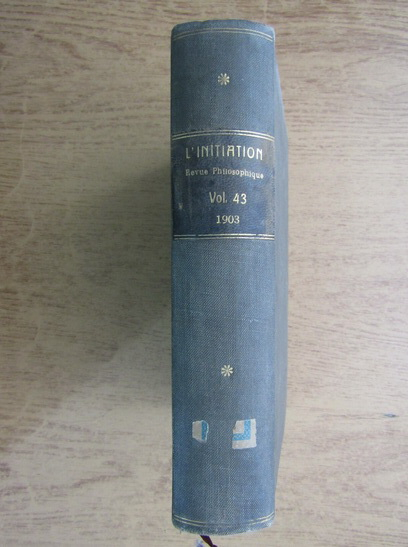 L'INITIATION
Revue Philosophique
Vol. 43
1903